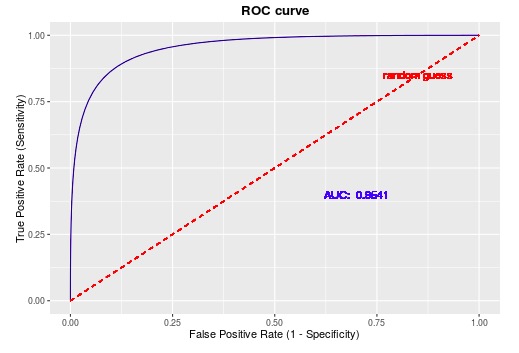 ROC curve
1.00
0.75
0.50
0.25
0.00
True Positive Rate (Sensitivity)
random guess
AUC: 0.9541
0.00
0.25
0.50
0.75
1.00
False Positive Rate (1 - Specificity)